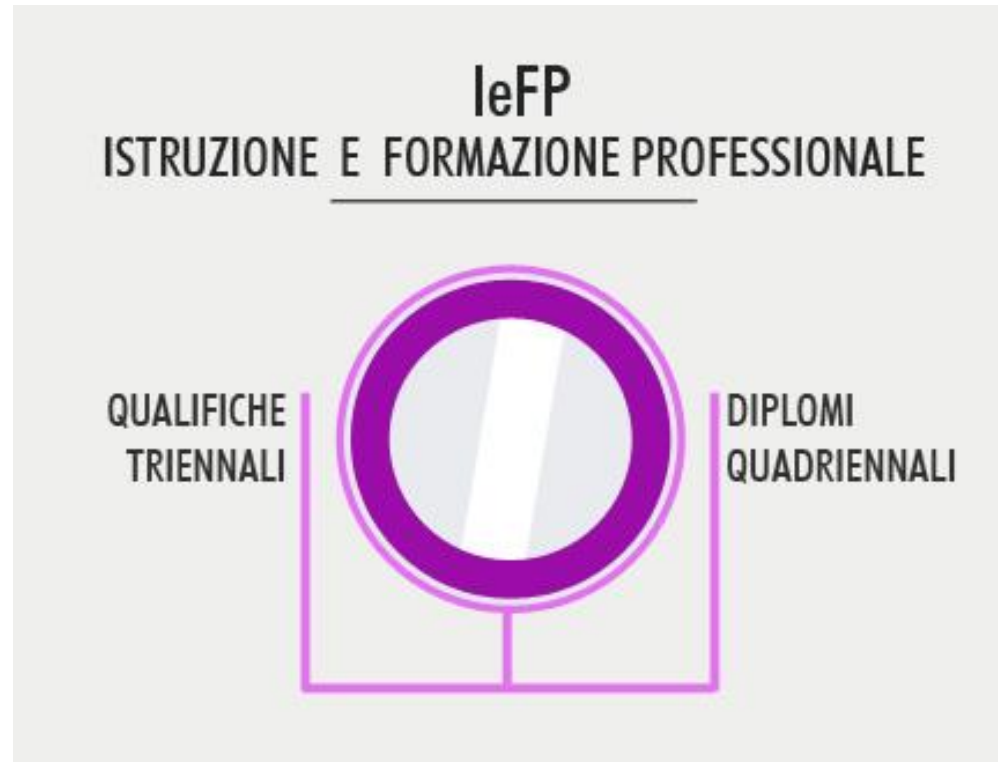 IeFP
ISTRUZIONE E FORMAZIONE PROFESSIONALE
QUALIFICHE
TRIENNALI
DIPLOMI
QUADRIENNALI